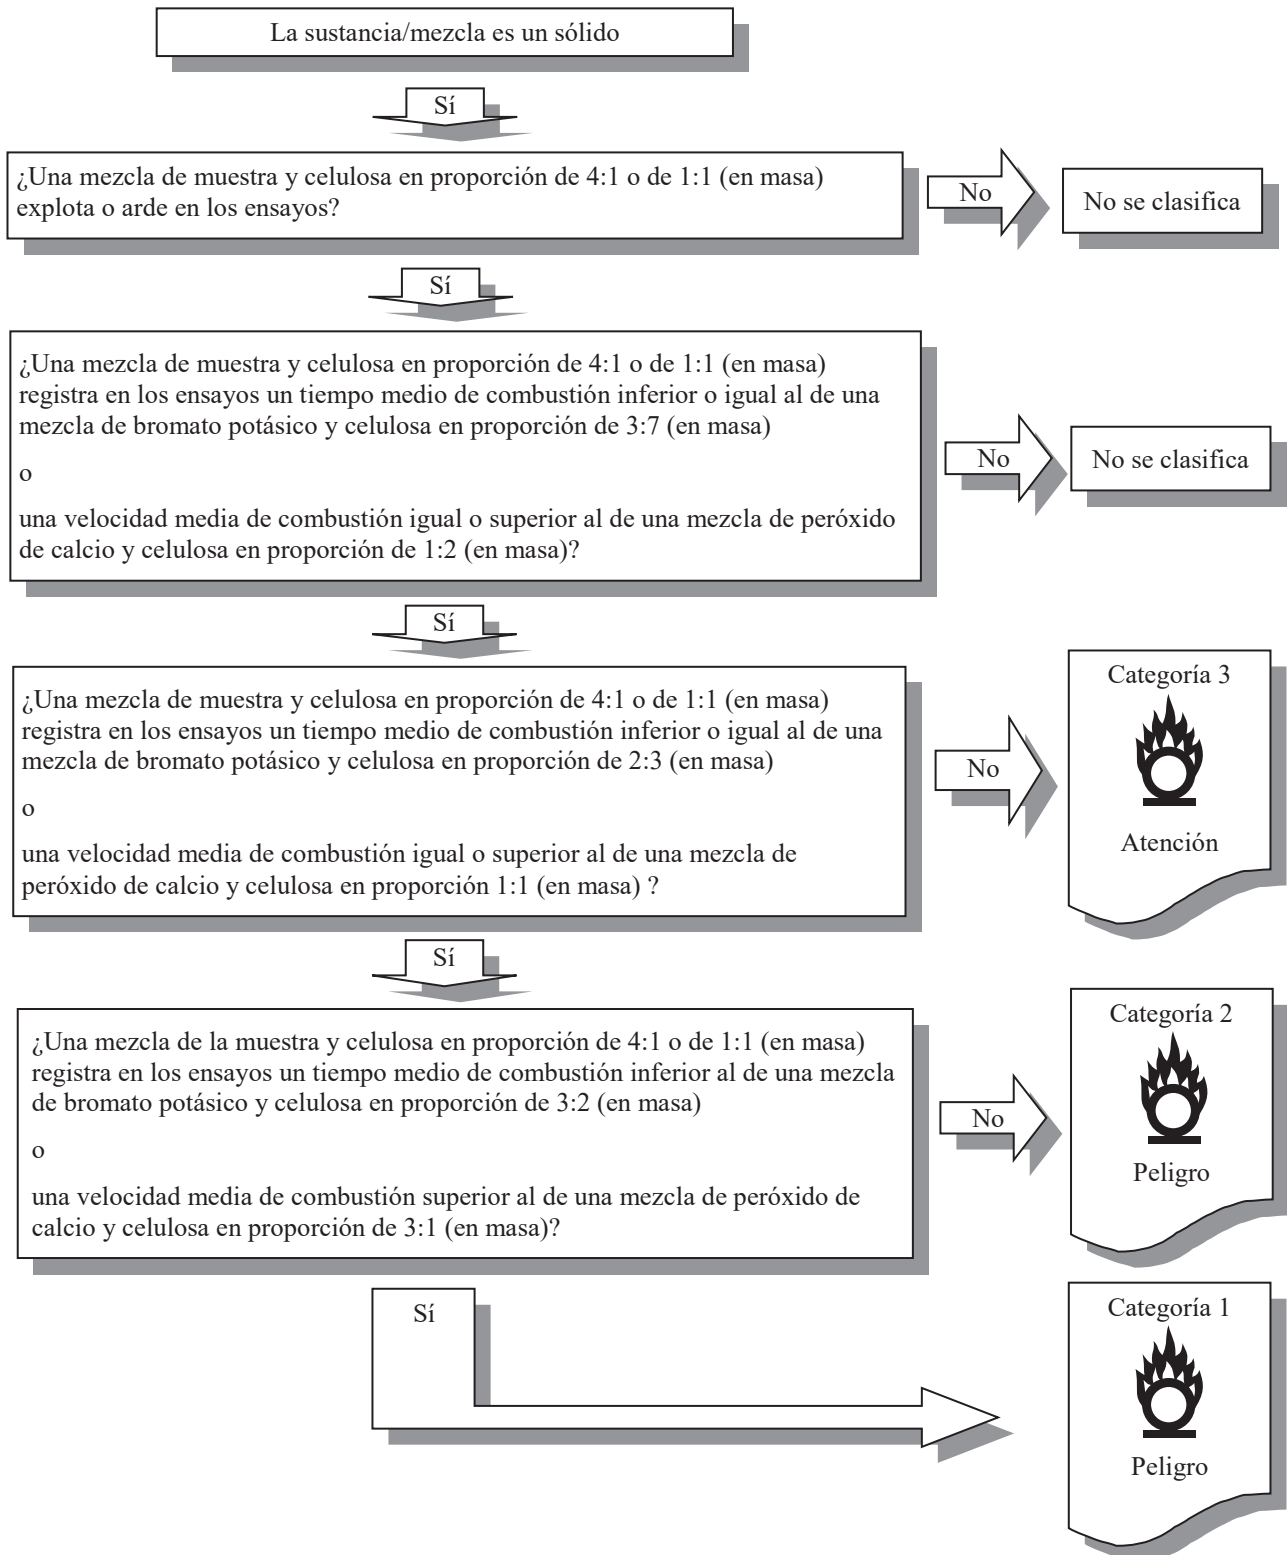 La sustancia/mezcla es un sólido
Sí
¿Una mezcla de muestra y celulosa en proporción de 4:1 o de 1:1 (en masa)
explota o arde en los ensayos?
No
No se clasifica
Sí
¿Una mezcla de muestra y celulosa en proporción de 4:1 o de 1:1 (en masa)
registra en los ensayos un tiempo medio de combustión inferior o igual al de una
mezcla de bromato potásico y celulosa en proporción de 3:7 (en masa)
o
una velocidad media de combustión igual o superior al de una mezcla de peróxido
de calcio y celulosa en proporción de 1:2 (en masa)?
No
No se clasifica
Sí
¿Una mezcla de muestra y celulosa en proporción de 4:1 o de 1:1 (en masa)
registra en los ensayos un tiempo medio de combustión inferior o igual al de una
mezcla de bromato potásico y celulosa en proporción de 2:3 (en masa)
o
una velocidad media de combustión igual o superior al de una mezcla de
peróxido de calcio y celulosa en proporción 1:1 (en masa) ?
No
Categoría 3
Atención
Sí
¿Una mezcla de la muestra y celulosa en proporción de 4:1 o de 1:1 (en masa)
registra en los ensayos un tiempo medio de combustión inferior al de una mezcla
de bromato potásico y celulosa en proporción de 3:2 (en masa)
o
una velocidad media de combustión superior al de una mezcla de peróxido de
calcio y celulosa en proporción de 3:1 (en masa)?
No
Categoría 2
Peligro
Sí
Categoría 1
Peligro